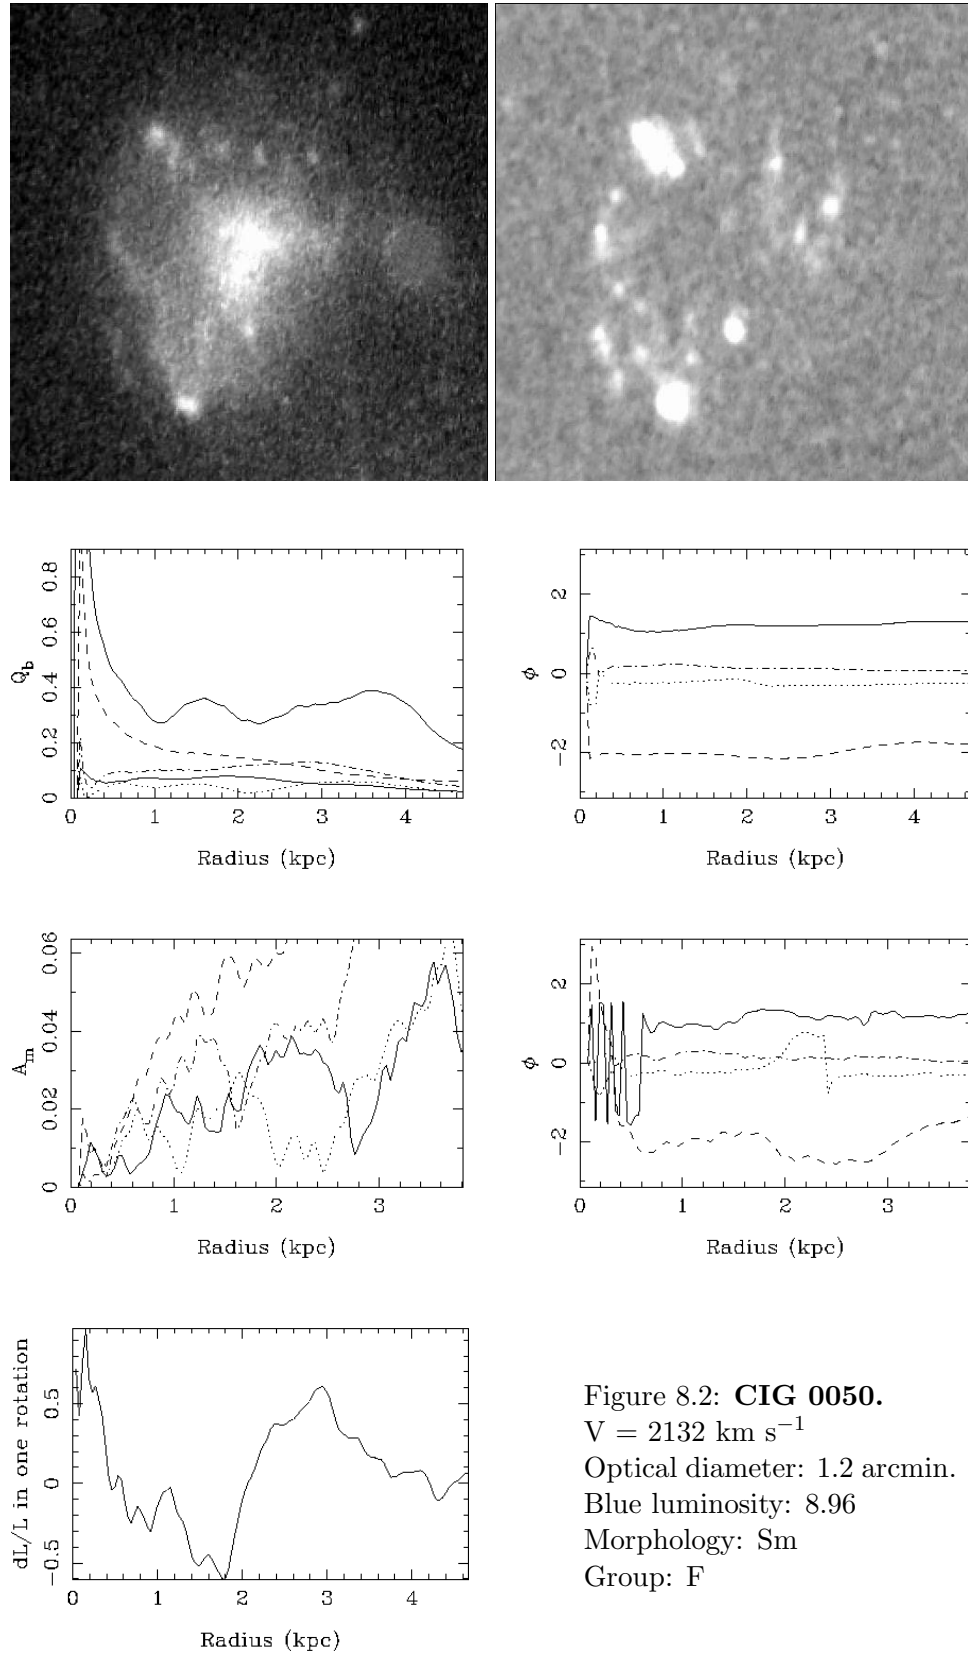 0 0.2 0.4 0.6 0.8
Q_b
0 1 2 3 4
Radius (kpc)
−2 0 2
ϕ
0 1 2 3 4
Radius (kpc)
0 0.02 0.04 0.06
A_m
0 1 2 3
Radius (kpc)
−2 0 2
ϕ
0 1 2 3
Radius (kpc)
−0.5 0 0.5
dL/L in one rotation
0 1 2 3 4
Radius (kpc)
Figure 8.2: CIG 0050.
V = 2132 km s⁻¹
Optical diameter: 1.2 arcmin.
Blue luminosity: 8.96
Morphology: Sm
Group: F